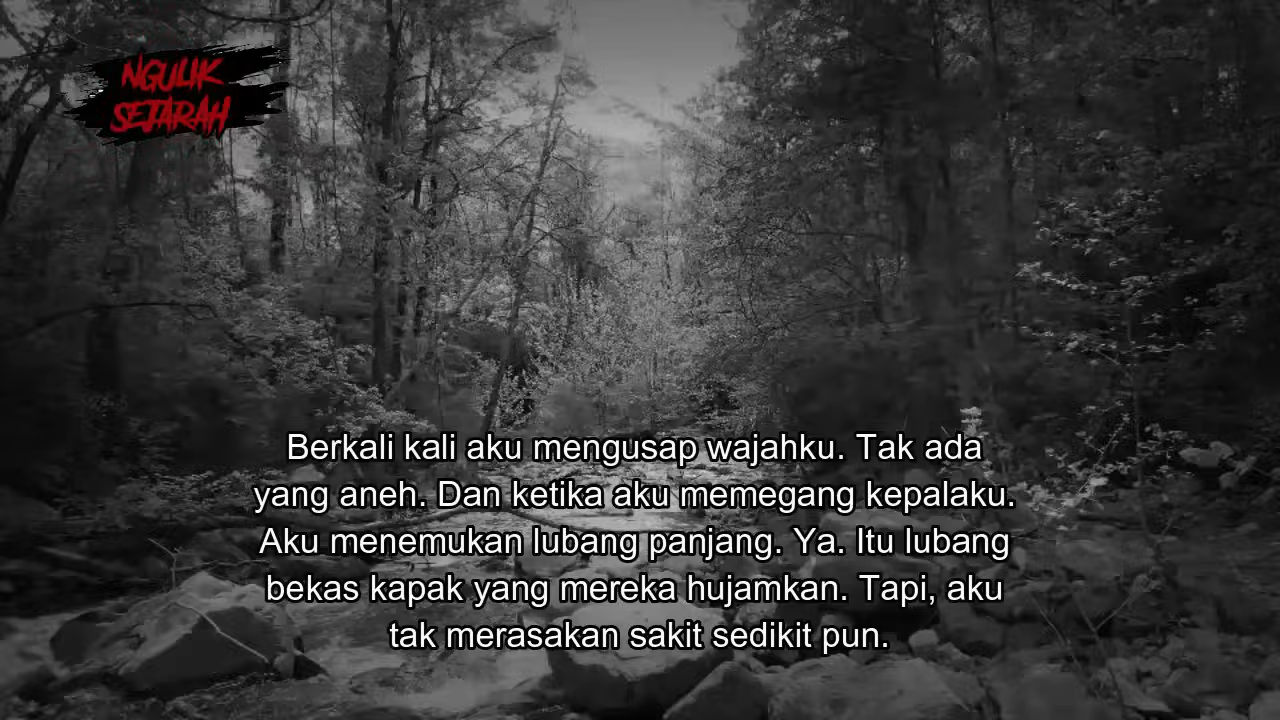 NGULIK
SEJARAH
Berkali kali aku mengusap wajahku. Tak ada
yang aneh. Dan ketika aku memegang kepalaku.
Aku menemukan lubang panjang. Ya. Itu lubang
bekas kapak yang mereka hujamkan. Tapi, aku
tak merasakan sakit sedikit pun.